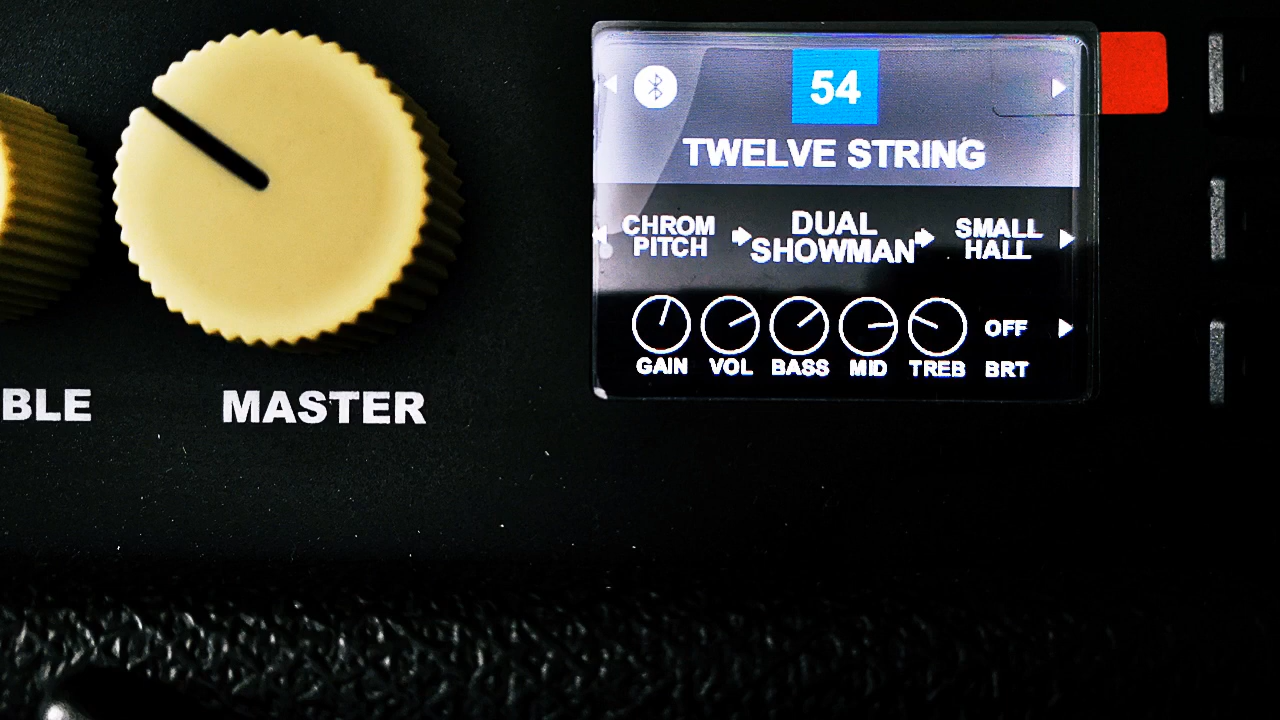 54
TWELVE STRING
CHROM PITCH
DUAL SHOWMAN
SMALL HALL
OFF
GAIN VOL BASS MID TREB BRT
BLE
MASTER